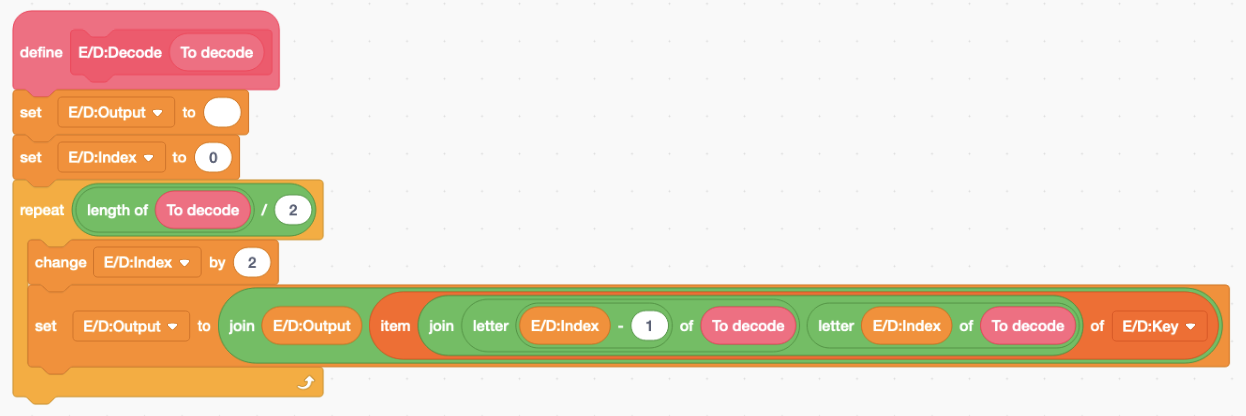 define E/D:Decode To decode
set E/D:Output to
set E/D:Index to 0
repeat length of To decode / 2
change E/D:Index by 2
set E/D:Output to join E/D:Output item join letter E/D:Index - 1 of To decode letter E/D:Index of To decode of E/D:Key